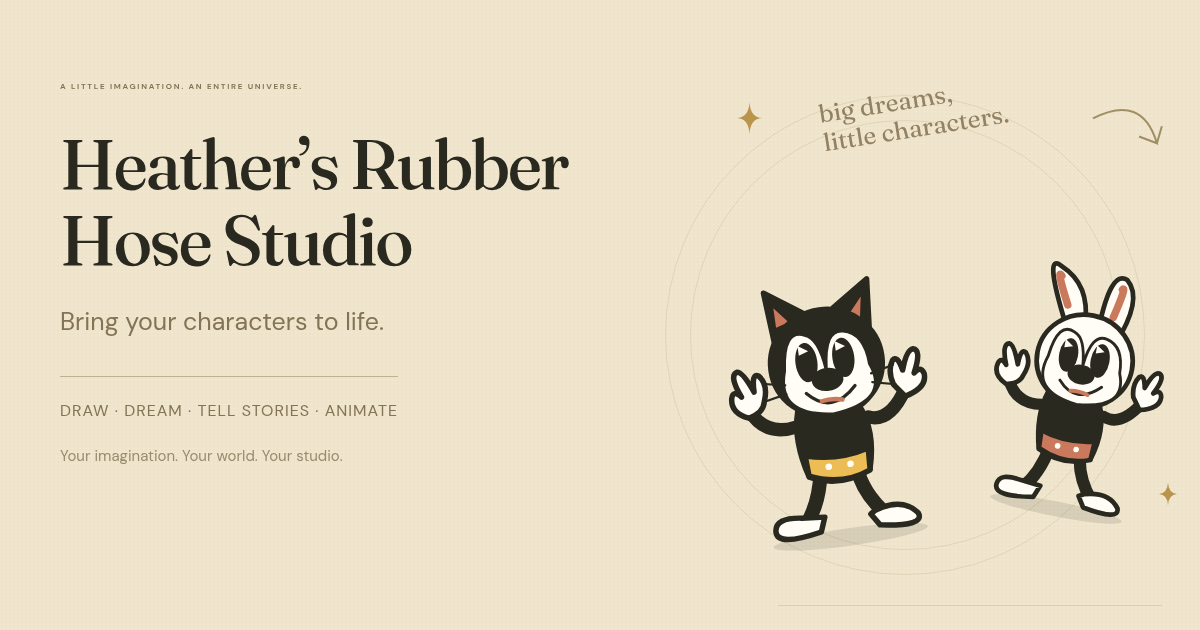 A LITTLE IMAGINATION. AN ENTIRE UNIVERSE.
Heather’s Rubber
Hose Studio
Bring your characters to life.
DRAW · DREAM · TELL STORIES · ANIMATE
Your imagination. Your world. Your studio.
big dreams,
little characters.